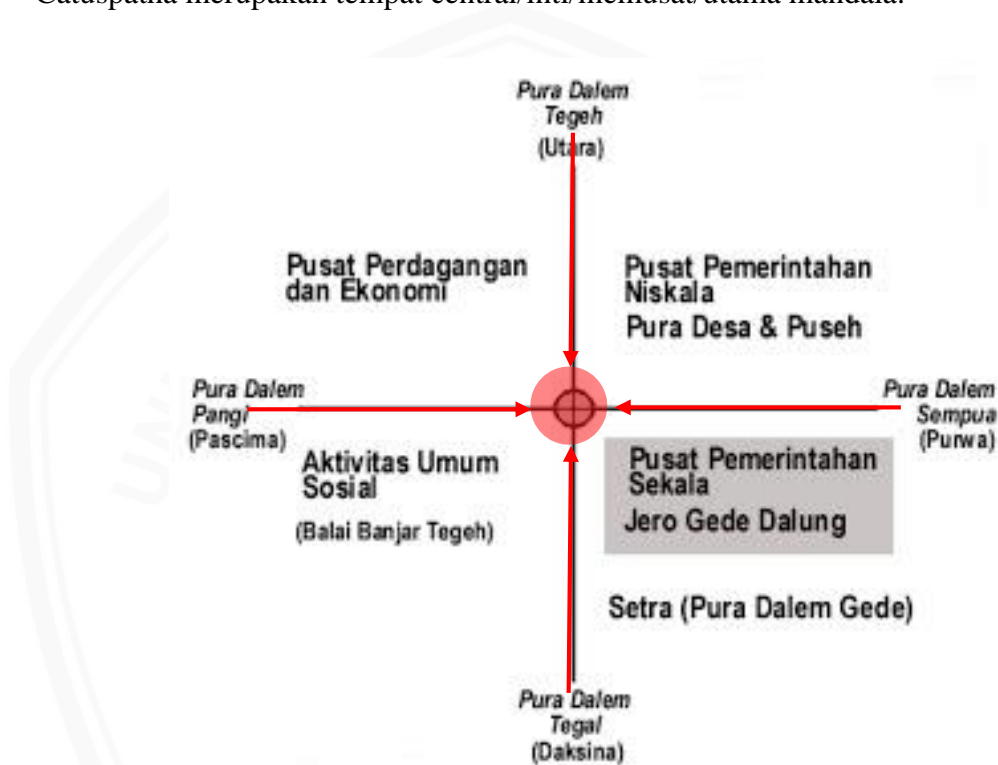 Catuspatha merupakan tempat central/inti/memusat/utama mandala.
Pura Dalem
Tegeh
(Utara)
Pusat Perdagangan
dan Ekonomi
Pusat Pemerintahan
Niskala
Pura Desa & Puseh
Pura Dalem
Pangi
(Pascima)
Pura Dalem
Sempua
(Purwa)
Aktivitas Umum
Sosial
(Balai Banjar Tegeh)
Pusat Pemerintahan
Sekala
Jero Gede Dalung
Setra (Pura Dalem Gede)
Pura Dalem
Tegal
(Daksina)